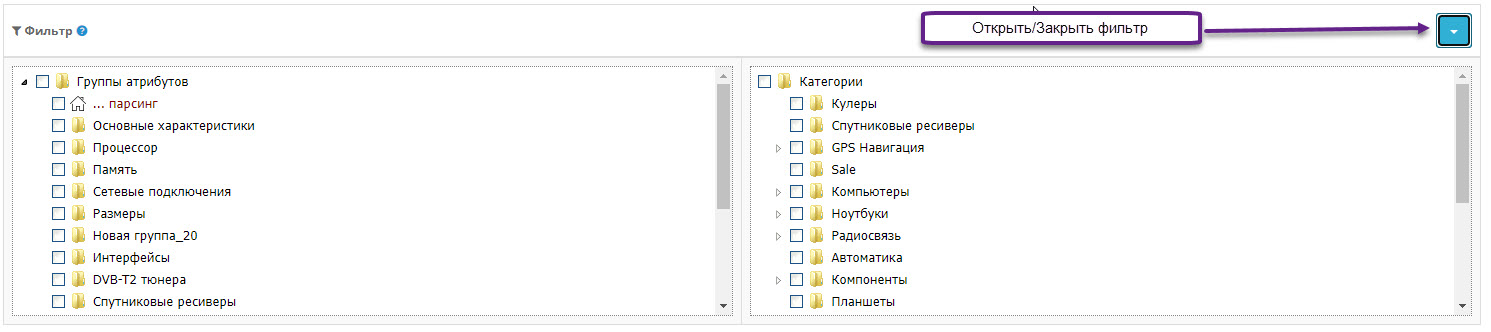 Фильтр ?
Открыть/Закрыть фильтр
Группы атрибутов
... парсинг
Основные характеристики
Процессор
Память
Сетевые подключения
Размеры
Новая группа_20
Интерфейсы
DVB-T2 тюнера
Спутниковые ресиверы
Категории
Кулеры
Спутниковые ресиверы
GPS Навигация
Sale
Компьютеры
Ноутбуки
Радиосвязь
Автоматика
Компоненты
Планшеты